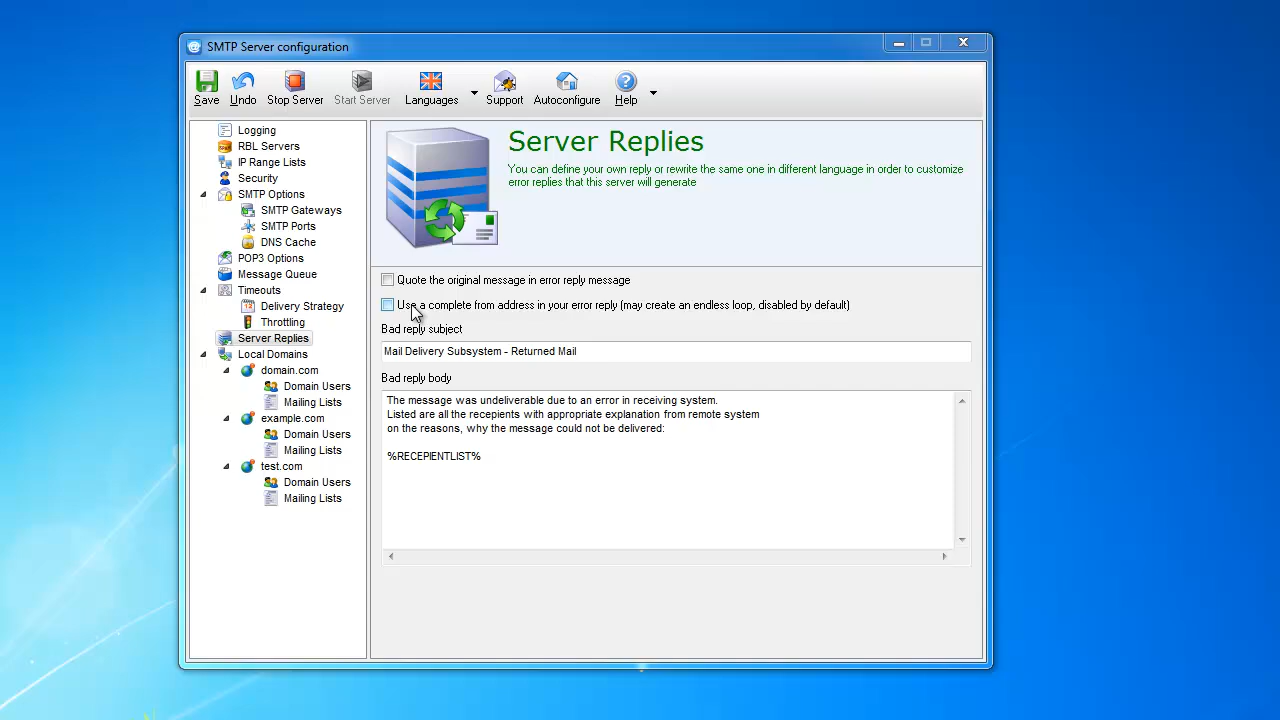 SMTP Server configuration
Save Undo Stop Server Start Server Languages Support Autoconfigure Help
Logging
RBL Servers
IP Range Lists
Security
SMTP Options
SMTP Gateways
SMTP Ports
DNS Cache
POP3 Options
Message Queue
Timeouts
Delivery Strategy
Throttling
Server Replies
Local Domains
domain.com
Domain Users
Mailing Lists
example.com
Domain Users
Mailing Lists
test.com
Domain Users
Mailing Lists
Server Replies
You can define your own reply or rewrite the same one in different language in order to customize
error replies that this server will generate
Quote the original message in error reply message
Use a complete from address in your error reply (may create an endless loop, disabled by default)
Bad reply subject
Mail Delivery Subsystem - Returned Mail
Bad reply body
The message was undeliverable due to an error in receiving system.
Listed are all the recepients with appropriate explanation from remote system
on the reasons, why the message could not be delivered:
%RECEPIENTLIST%